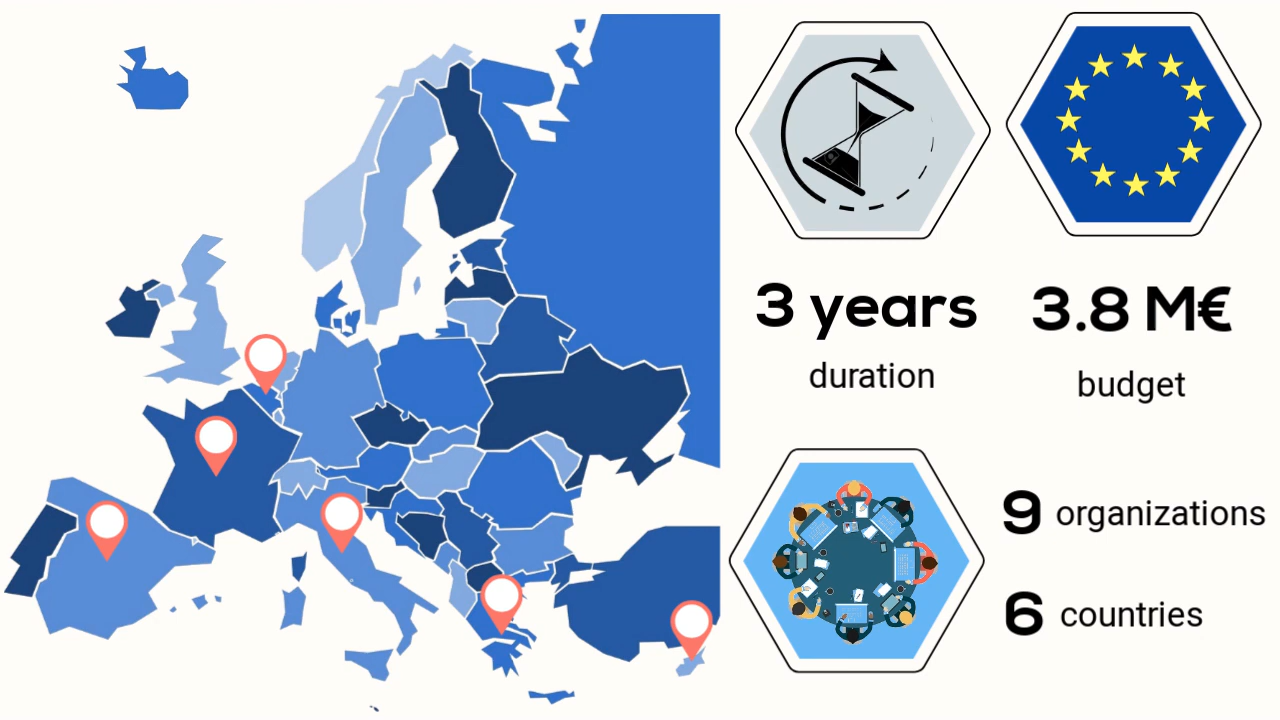 3 years
duration
3.8 M€
budget
9 organizations
6 countries